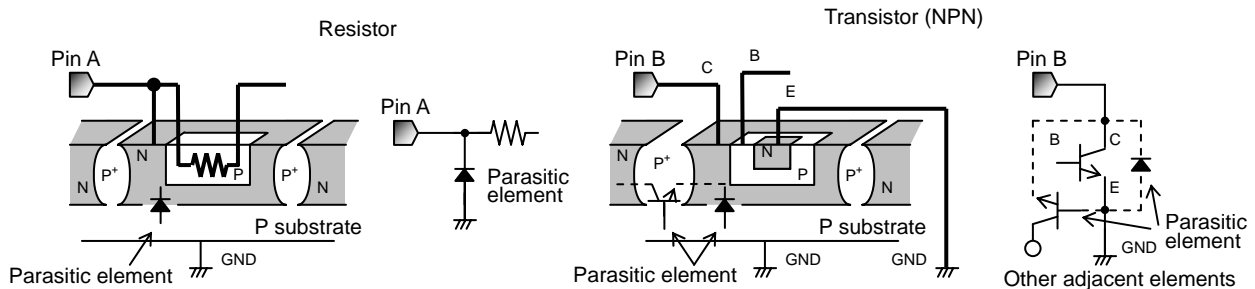 Resistor
Transistor (NPN)
Pin A
Pin B
C
B
E
Pin B
Pin A
N
P
N
P+
P+
N
N
N
P
N
P+
P+
N
B
C
E
Parasitic
element
P substrate
GND
Parasitic element
P substrate
GND
Parasitic element
GND
GND
Parasitic
element
Other adjacent elements